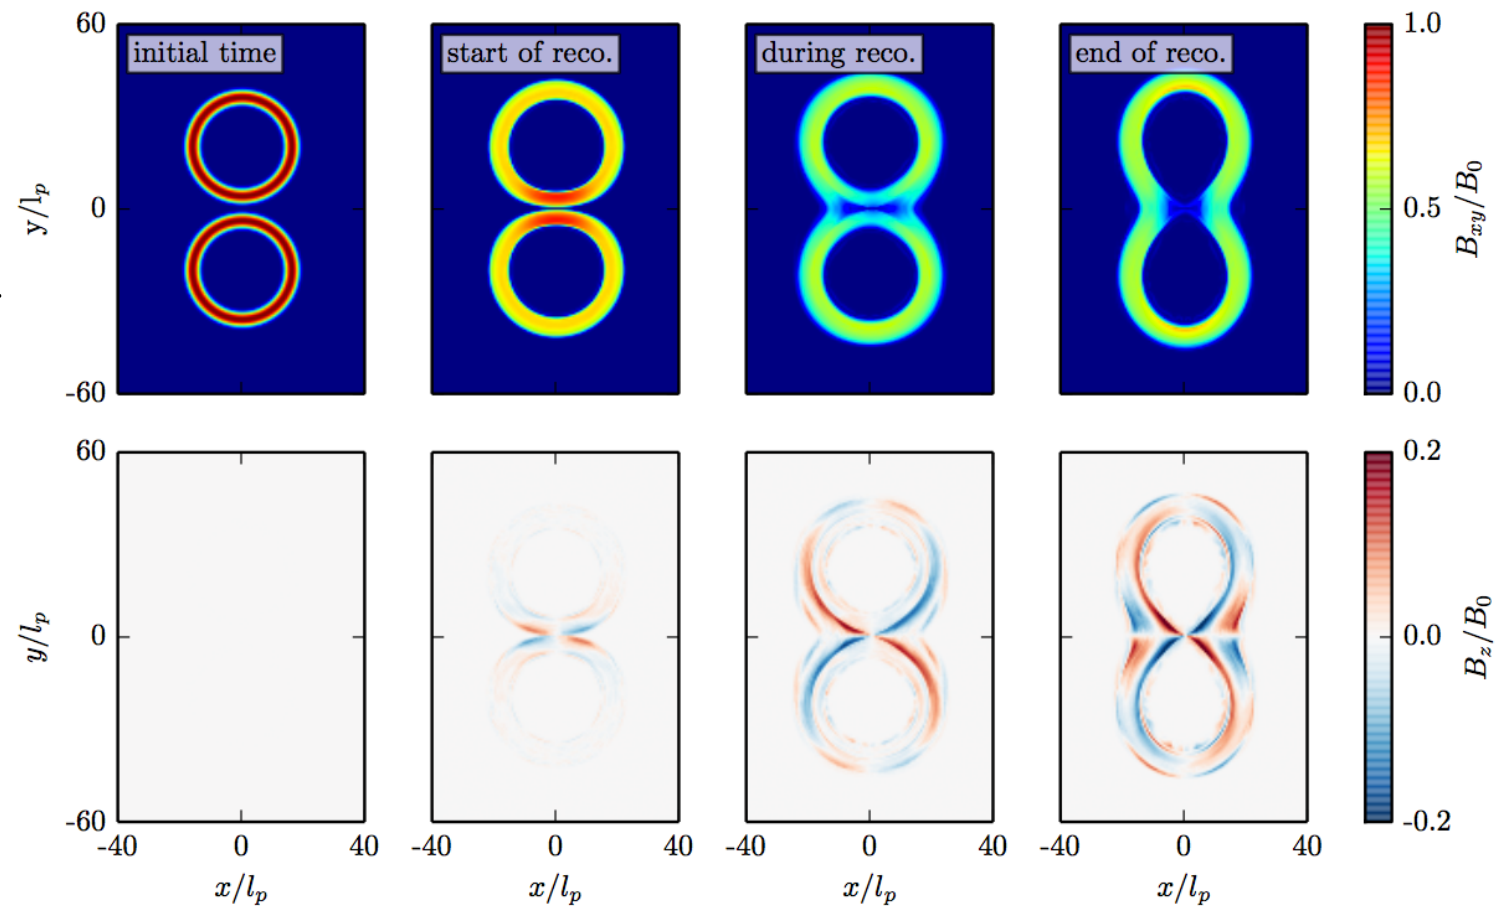 60
initial time
start of reco.
during reco.
end of reco.
1.0
y/l_p
0
0.5
B_{xy}/B_0
-60
0.0
60
0.2
y/l_p
0
0.0
B_z/B_0
-60
-0.2
-40 0 40 -40 0 40 -40 0 40 -40 0 40
x/l_p x/l_p x/l_p x/l_p